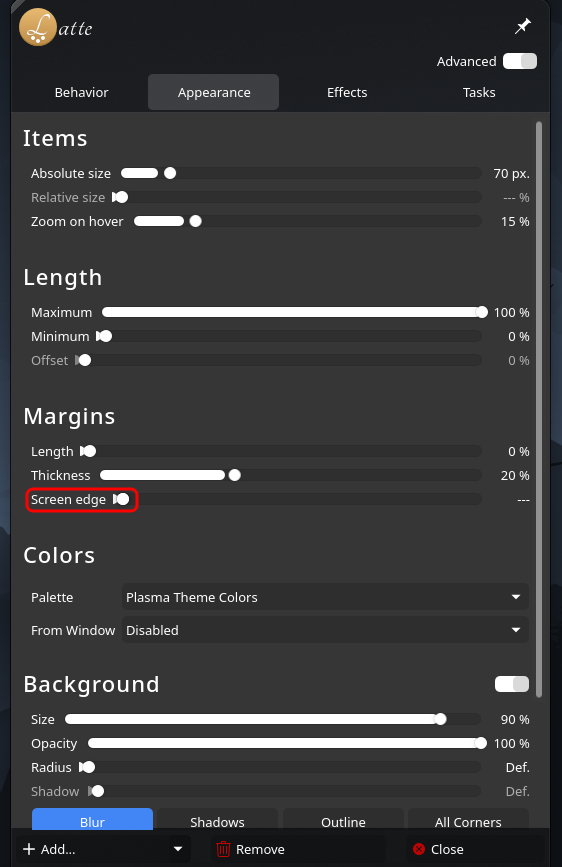 Latte
Advanced
Behavior Appearance Effects Tasks
Items
Absolute size 70 px.
Relative size --- %
Zoom on hover 15 %
Length
Maximum 100 %
Minimum 0 %
Offset 0 %
Margins
Length 0 %
Thickness 20 %
Screen edge ---
Colors
Palette Plasma Theme Colors
From Window Disabled
Background
Size 90 %
Opacity 100 %
Radius Def.
Shadow Def.
Blur Shadows Outline All Corners
Add... Remove Close